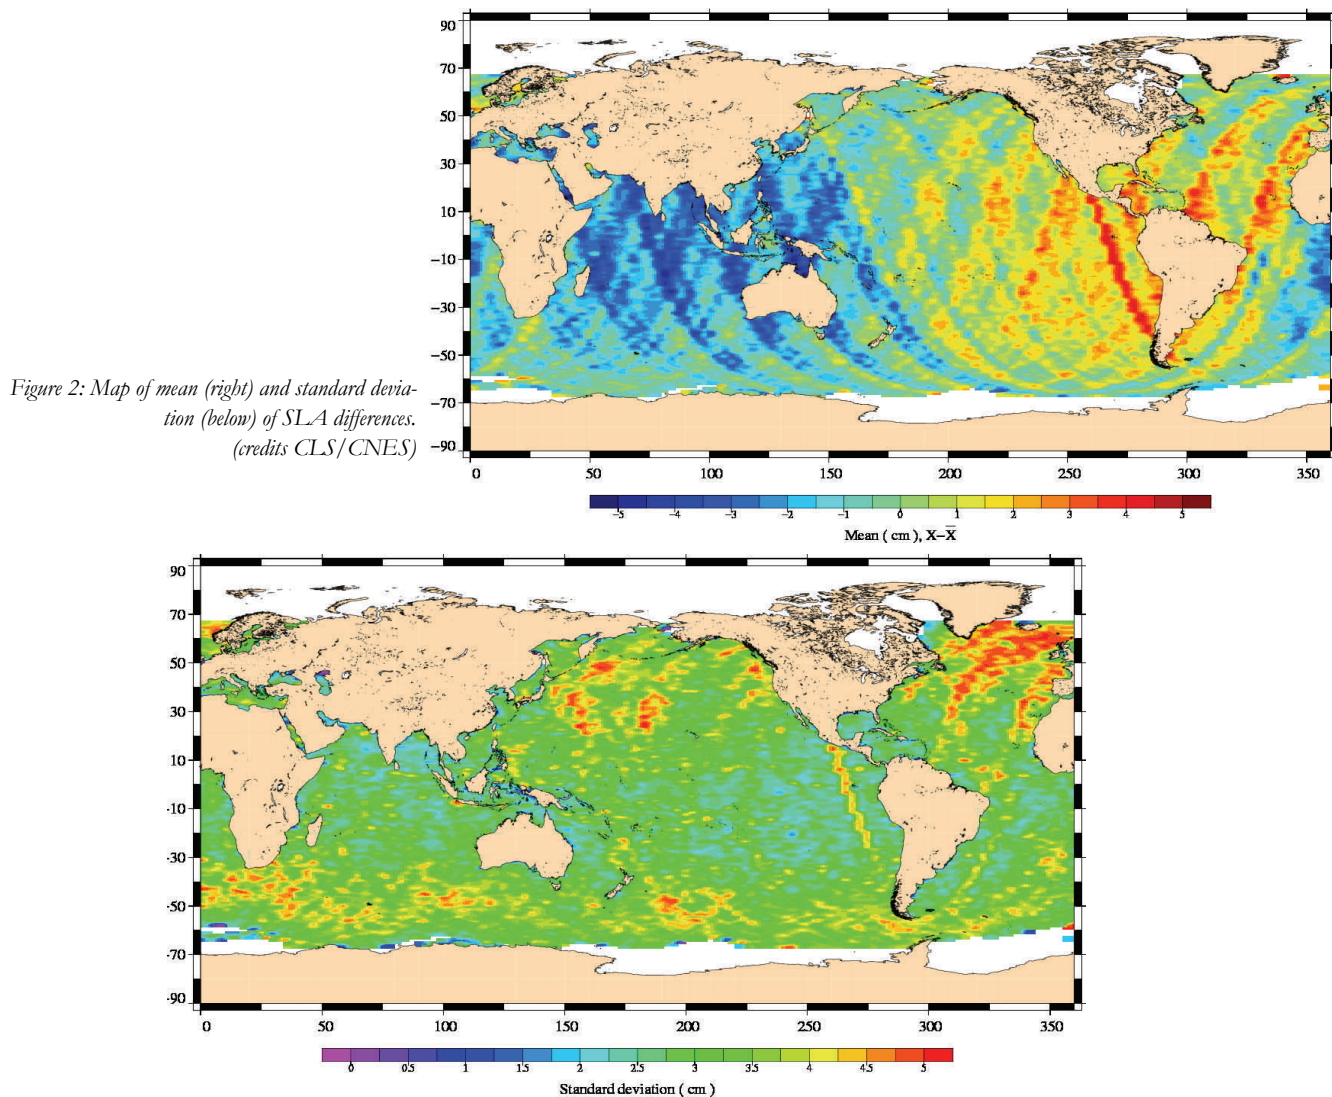 90
70
50
30
10
−10
−30
−50
−70
−90
0 50 100 150 200 250 300 350
Figure 2: Map of mean (right) and standard devia-
tion (below) of SLA differences.
(credits CLS/CNES)
−5 −4 −3 −2 −1 0 1 2 3 4 5
Mean ( cm ), X−X̅
90
70
50
30
10
-10
-30
-50
-70
-90
0 50 100 150 200 250 300 350
0 0.5 1 1.5 2 2.5 3 3.5 4 4.5 5
Standard deviation ( cm )